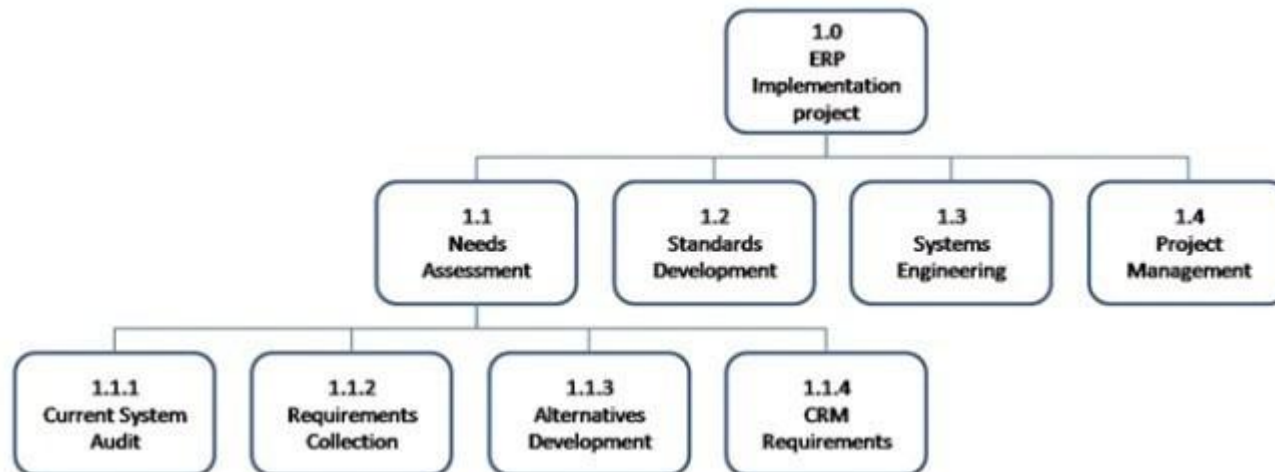 1.0
ERP
Implementation
project
1.1
Needs
Assessment
1.2
Standards
Development
1.3
Systems
Engineering
1.4
Project
Management
1.1.1
Current System
Audit
1.1.2
Requirements
Collection
1.1.3
Alternatives
Development
1.1.4
CRM
Requirements